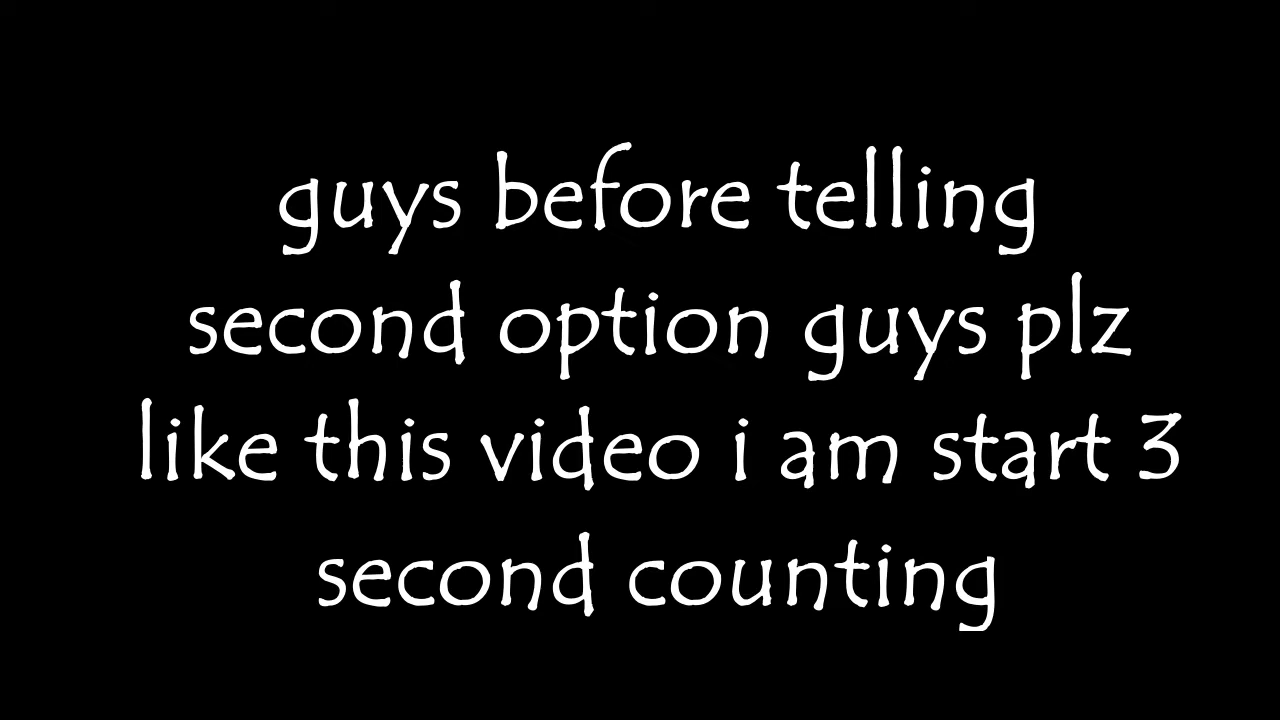 guys before telling
second option guys plz
like this video i am start 3
second counting